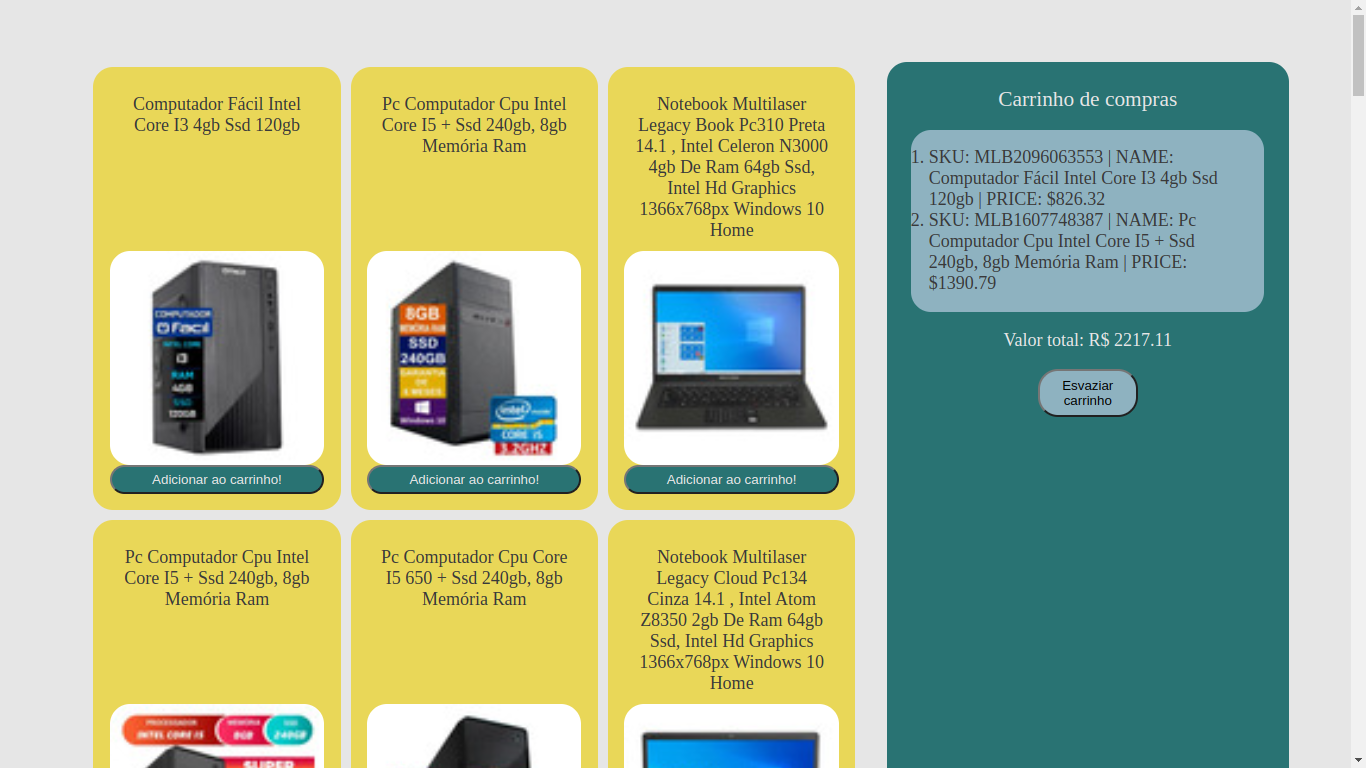 Computador Fácil Intel
Core I3 4gb Ssd 120gb
COMPUTADOR
Facil
INTEL CORE
i3
RAM
4GB
SSD
120GB
Adicionar ao carrinho!
Pc Computador Cpu Intel
Core I5 + Ssd 240gb, 8gb
Memória Ram
8GB
MEMÓRIA RAM
SSD
240GB
GARANTIA
DE
Windows 10
intel
CORE i5
3.2GHZ
Adicionar ao carrinho!
Notebook Multilaser
Legacy Book Pc310 Preta
14.1 , Intel Celeron N3000
4gb De Ram 64gb Ssd,
Intel Hd Graphics
1366x768px Windows 10
Home
Adicionar ao carrinho!
Pc Computador Cpu Intel
Core I5 + Ssd 240gb, 8gb
Memória Ram
PROCESSADOR
INTEL CORE I5
MEMÓRIA
8GB
SSD
240GB
SUPER
Pc Computador Cpu Core
I5 650 + Ssd 240gb, 8gb
Memória Ram
Notebook Multilaser
Legacy Cloud Pc134
Cinza 14.1 , Intel Atom
Z8350 2gb De Ram 64gb
Ssd, Intel Hd Graphics
1366x768px Windows 10
Home
Carrinho de compras
1. SKU: MLB2096063553 | NAME:
Computador Fácil Intel Core I3 4gb Ssd
120gb | PRICE: $826.32
2. SKU: MLB1607748387 | NAME: Pc
Computador Cpu Intel Core I5 + Ssd
240gb, 8gb Memória Ram | PRICE:
$1390.79
Valor total: R$ 2217.11
Esvaziar
carrinho